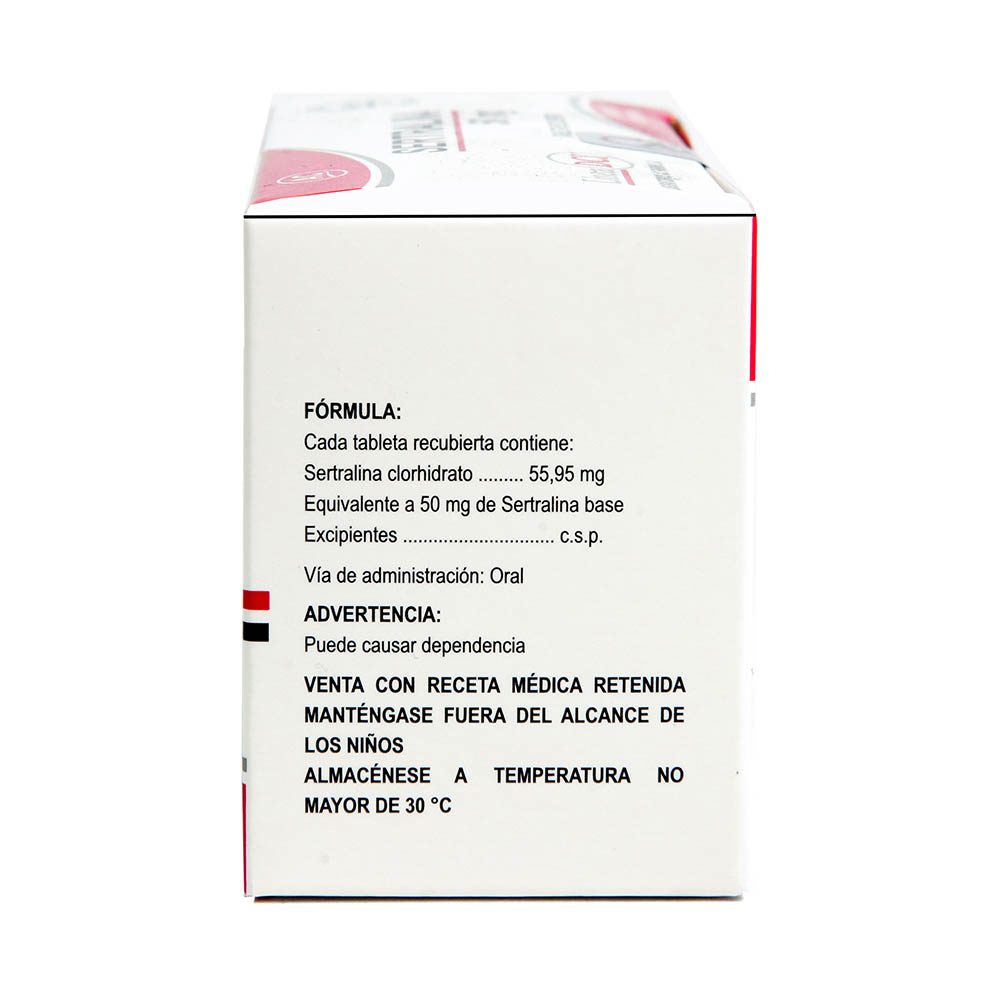 SERTRALINA
FÓRMULA:
Cada tableta recubierta contiene:
Sertralina clorhidrato ......... 55,95 mg
Equivalente a 50 mg de Sertralina base
Excipientes .............................. c.s.p.
Vía de administración: Oral
ADVERTENCIA:
Puede causar dependencia
VENTA CON RECETA MÉDICA RETENIDA
MANTÉNGASE FUERA DEL ALCANCE DE
LOS NIÑOS
ALMACÉNESE A TEMPERATURA NO
MAYOR DE 30 °C